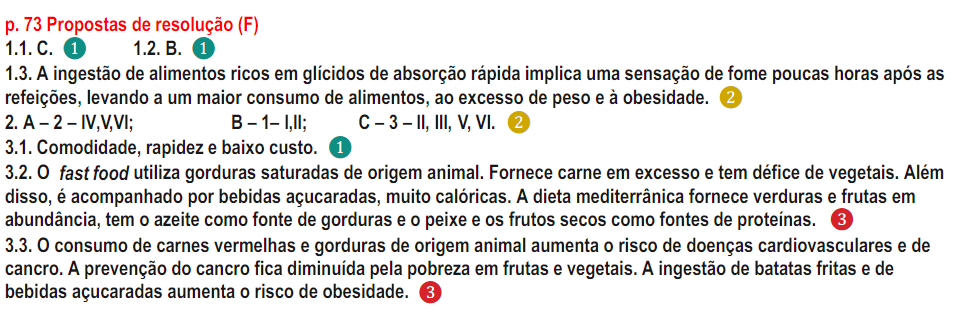 p. 73 Propostas de resolução (F)
1.1. C. 1 1.2. B. 1
1.3. A ingestão de alimentos ricos em glícidos de absorção rápida implica uma sensação de fome poucas horas após as
refeições, levando a um maior consumo de alimentos, ao excesso de peso e à obesidade. 2
2. A – 2 – IV,V,VI; B – 1– I,II; C – 3 – II, III, V, VI. 2
3.1. Comodidade, rapidez e baixo custo. 1
3.2. O fast food utiliza gorduras saturadas de origem animal. Fornece carne em excesso e tem défice de vegetais. Além
disso, é acompanhado por bebidas açucaradas, muito calóricas. A dieta mediterrânica fornece verduras e frutas em
abundância, tem o azeite como fonte de gorduras e o peixe e os frutos secos como fontes de proteínas. 3
3.3. O consumo de carnes vermelhas e gorduras de origem animal aumenta o risco de doenças cardiovasculares e de
cancro. A prevenção do cancro fica diminuída pela pobreza em frutas e vegetais. A ingestão de batatas fritas e de
bebidas açucaradas aumenta o risco de obesidade. 3